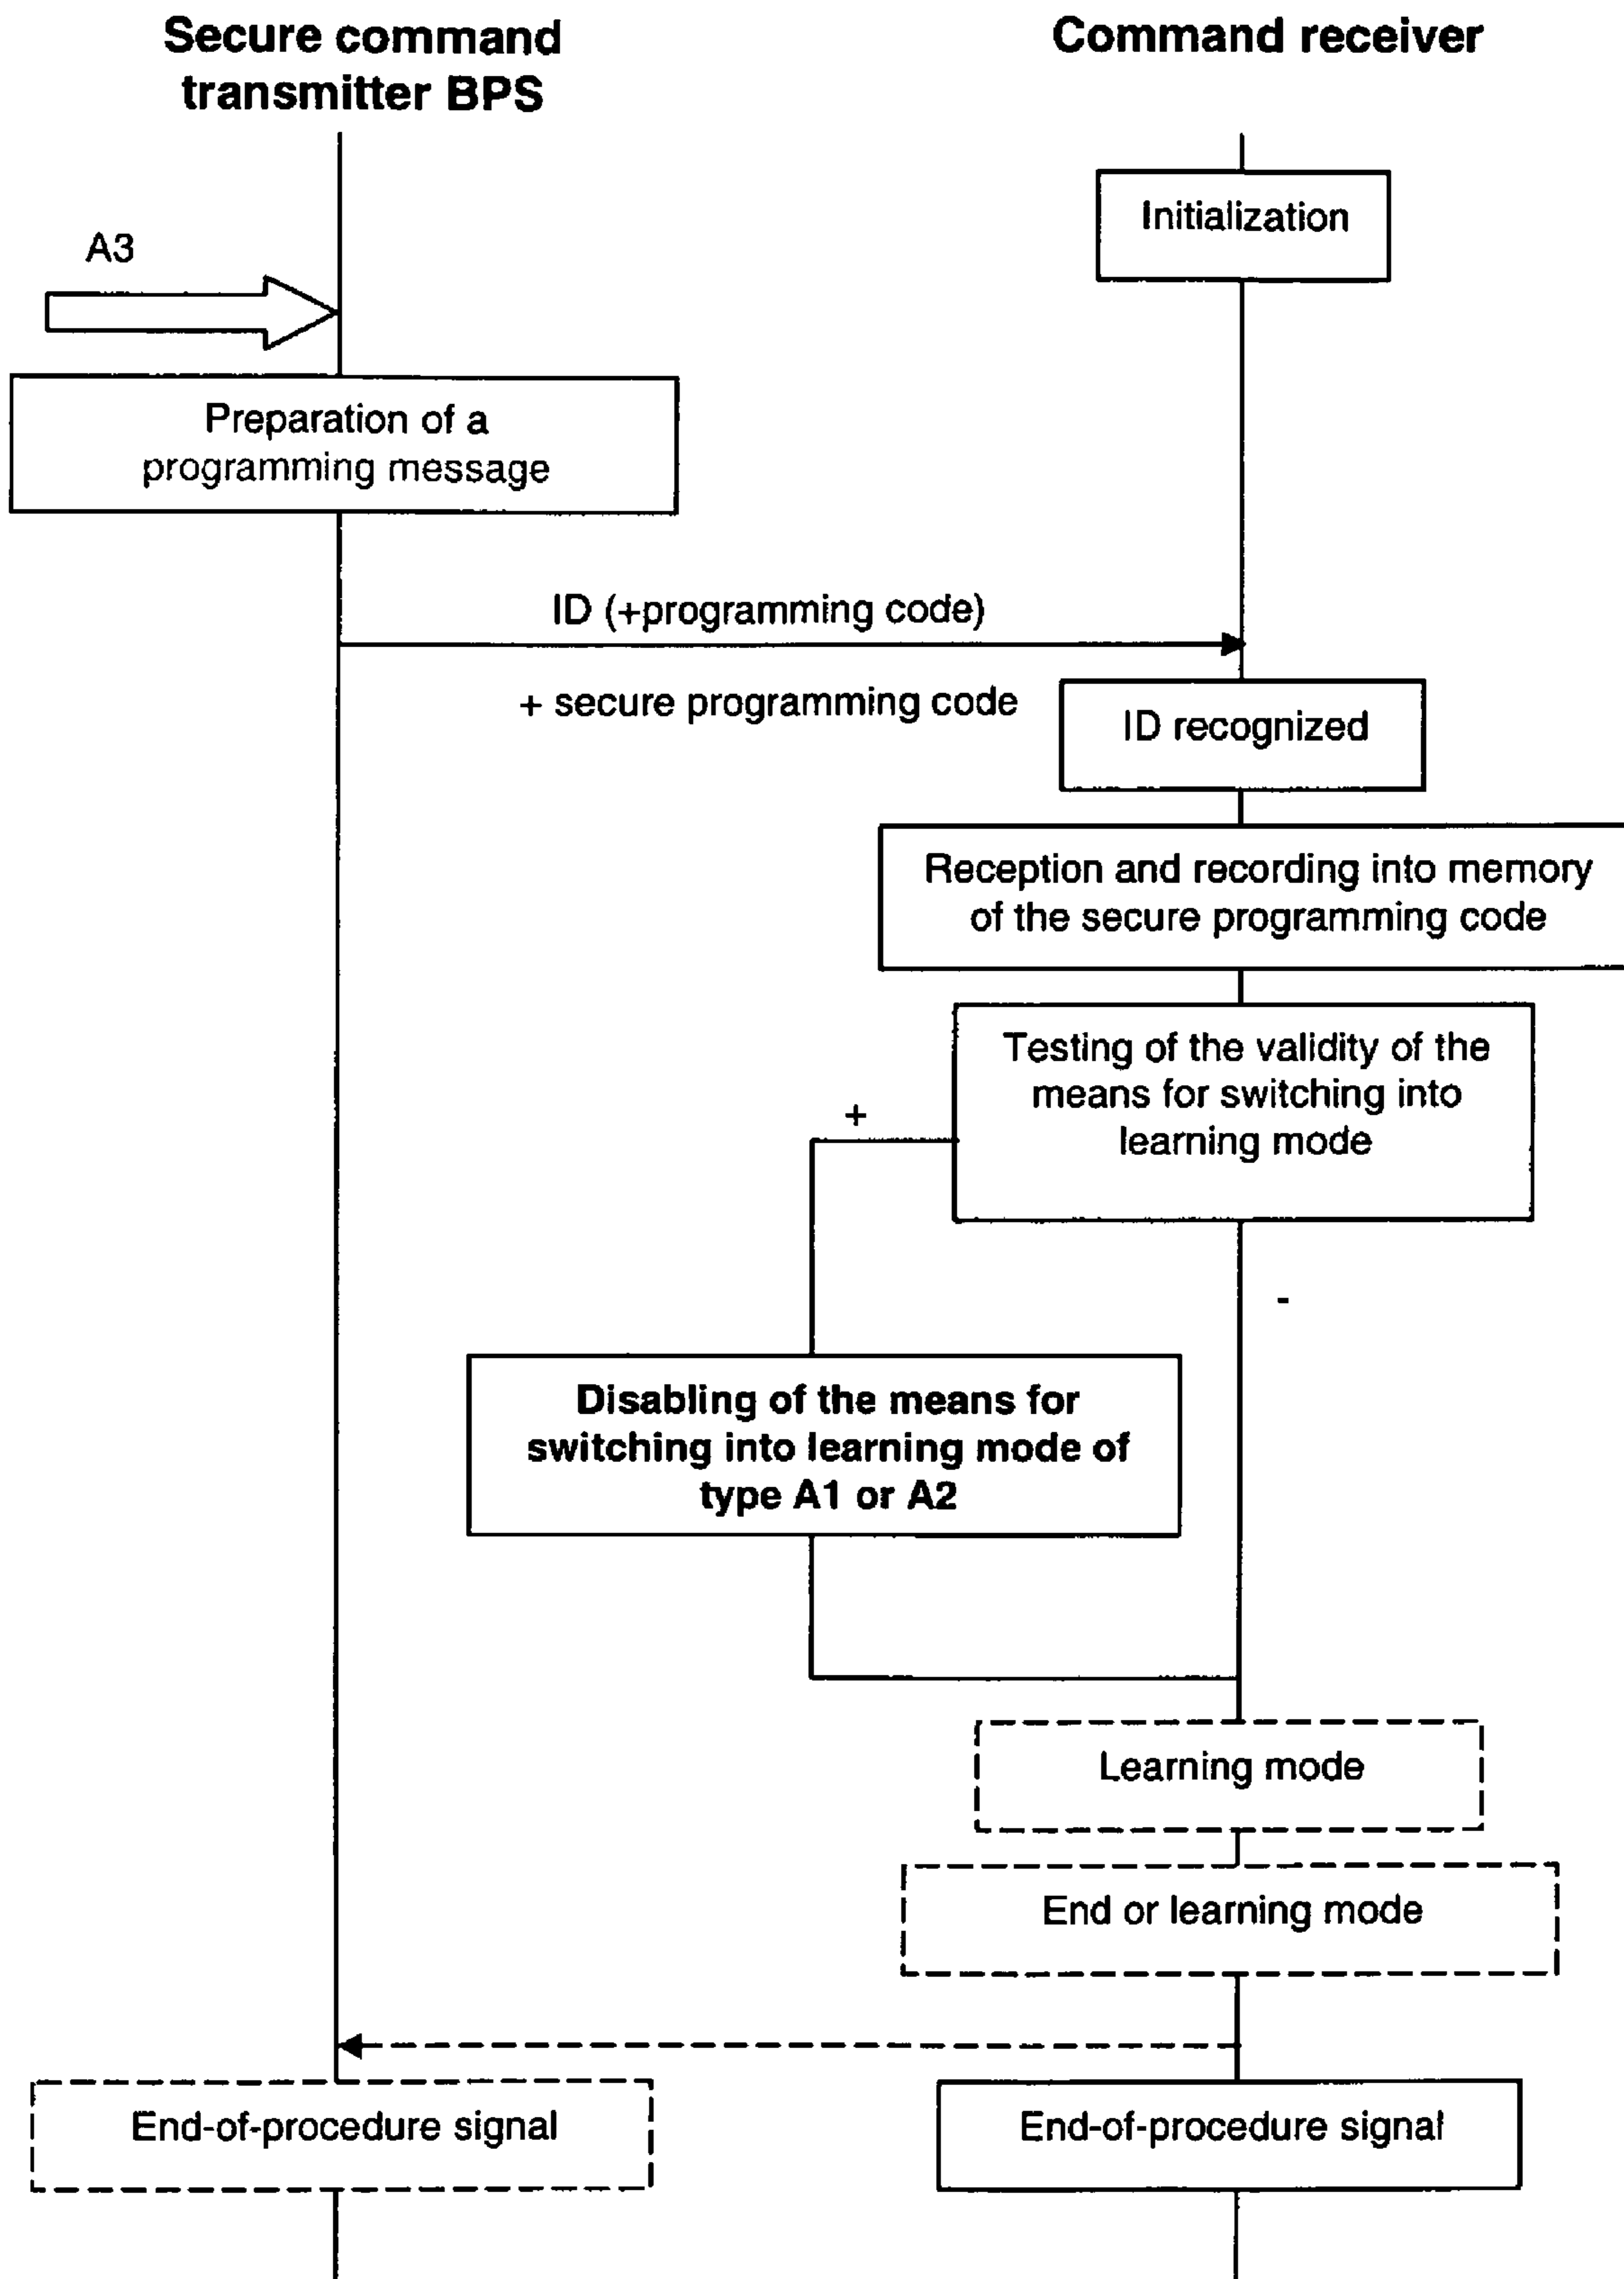 Secure command
transmitter BPS
Command receiver
Initialization
A3
Preparation of a
programming message
ID (+programming code)
+ secure programming code
ID recognized
Reception and recording into memory
of the secure programming code
Testing of the validity of the
means for switching into
learning mode
+
-
Disabling of the means for
switching into learning mode of
type A1 or A2
Learning mode
End or learning mode
End-of-procedure signal
End-of-procedure signal